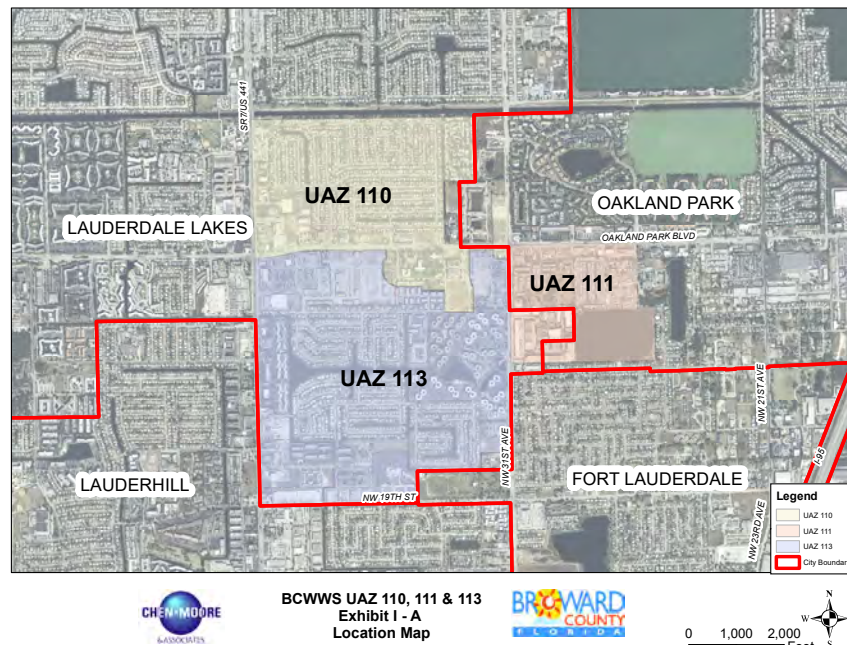 SR7/US 441
UAZ 110
OAKLAND PARK
LAUDERDALE LAKES
OAKLAND PARK BLVD
UAZ 111
UAZ 113
NW 21ST AVE
NW 31ST AVE
I-95
LAUDERHILL
FORT LAUDERDALE
NW 19TH ST
NW 23RD AVE
Legend
UAZ 110
UAZ 111
UAZ 113
City Boundar
CHEN•MOORE
& ASSOCIATES
BCWWS UAZ 110, 111 & 113
Exhibit I - A
Location Map
BROWARD
COUNTY
FLORIDA
N
W
E
S
0 1,000 2,000
Feet